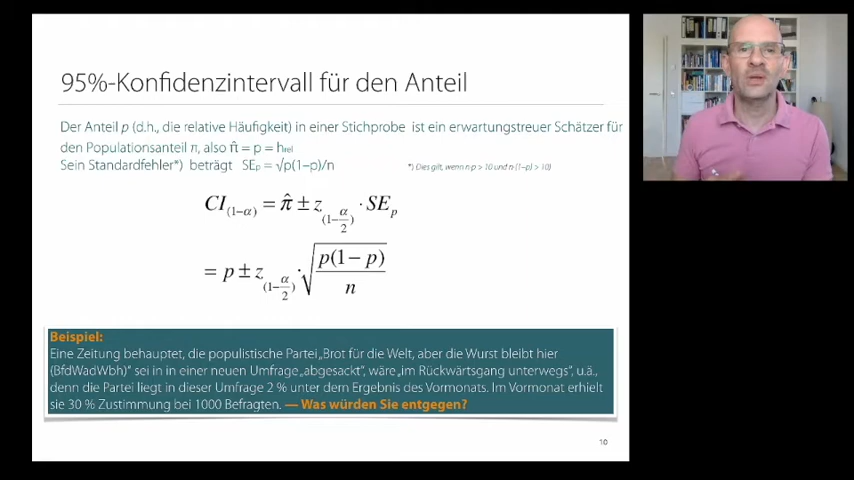 95%-Konfidenzintervall für den Anteil
Der Anteil p (d.h., die relative Häufigkeit) in einer Stichprobe ist ein erwartungstreuer Schätzer für
den Populationsanteil π, also π̂ = p = hrel
Sein Standardfehler*) beträgt SEp = √p(1–p)/n *) Dies gilt, wenn n·p > 10 und n·(1–p) > 10)
CI(1−α) = π̂ ± z(1−α/2) · SEp
= p ± z(1−α/2) · √(p(1−p)/n)
Beispiel:
Eine Zeitung behauptet, die populistische Partei „Brot für die Welt, aber die Wurst bleibt hier
(BfdWadWbh)“ sei in in einer neuen Umfrage „abgesackt“, wäre „im Rückwärtsgang unterwegs“, u.ä.,
denn die Partei liegt in dieser Umfrage 2 % unter dem Ergebnis des Vormonats. Im Vormonat erhielt
sie 30 % Zustimmung bei 1000 Befragten. — Was würden Sie entgegen?
10